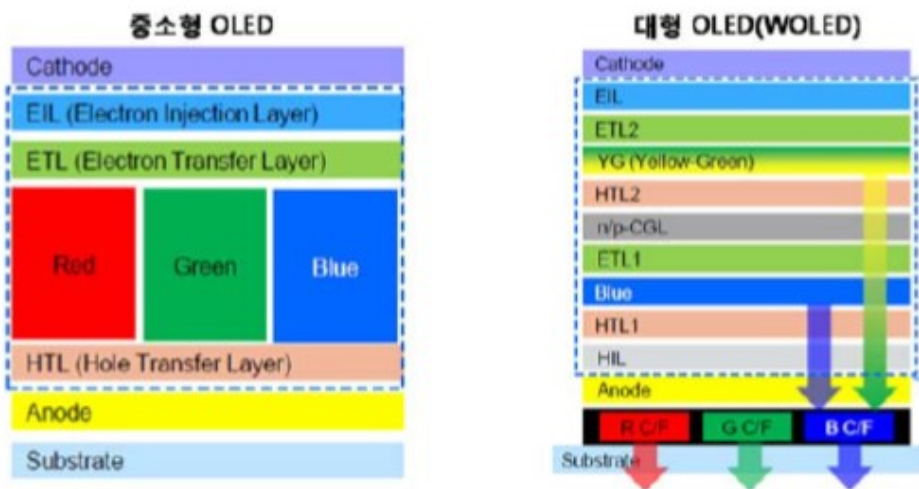 중소형 OLED
Cathode
EIL (Electron Injection Layer)
ETL (Electron Transfer Layer)
Red
Green
Blue
HTL (Hole Transfer Layer)
Anode
Substrate
대형 OLED(WOLED)
Cathode
EIL
ETL2
YG (Yellow-Green)
HTL2
n/p-CGL
ETL1
Blue
HTL1
HIL
Anode
R C/F
G C/F
B C/F
Substrate